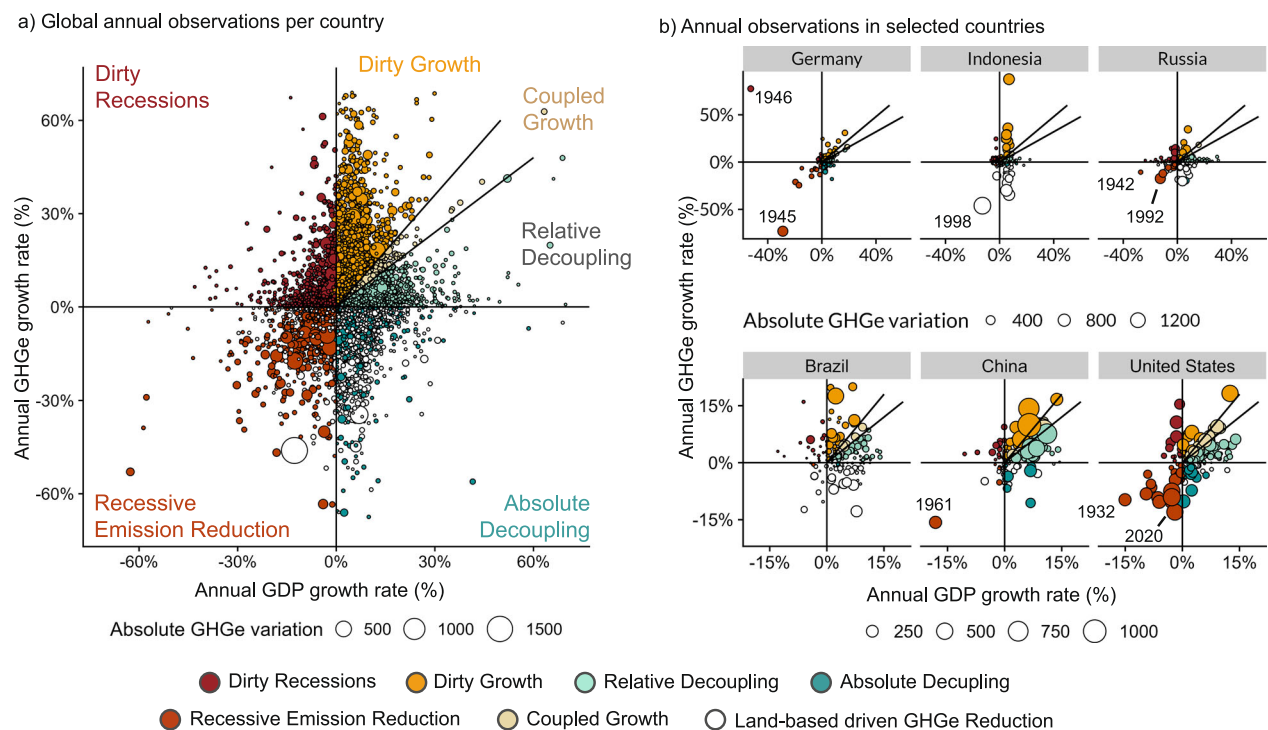 a) Global annual observations per country
Dirty
Recessions
Dirty Growth
Coupled
Growth
Relative
Decoupling
Recessive
Emission Reduction
Absolute
Decoupling
Annual GHGe growth rate (%)
60%
30%
0%
-30%
-60%
-60%
-30%
0%
30%
60%
Annual GDP growth rate (%)
Absolute GHGe variation
500
1000
1500
b) Annual observations in selected countries
Germany
Indonesia
Russia
1946
1945
1998
1942
1992
50%
0%
-50%
-40%
0%
40%
-40%
0%
40%
-40%
0%
40%
Absolute GHGe variation
400
800
1200
Annual GHGe growth rate (%)
Brazil
China
United States
1961
1932
2020
15%
0%
-15%
-15%
0%
15%
-15%
0%
15%
-15%
0%
15%
Annual GDP growth rate (%)
250
500
750
1000
Dirty Recessions
Dirty Growth
Relative Decoupling
Absolute Decupling
Recessive Emission Reduction
Coupled Growth
Land-based driven GHGe Reduction